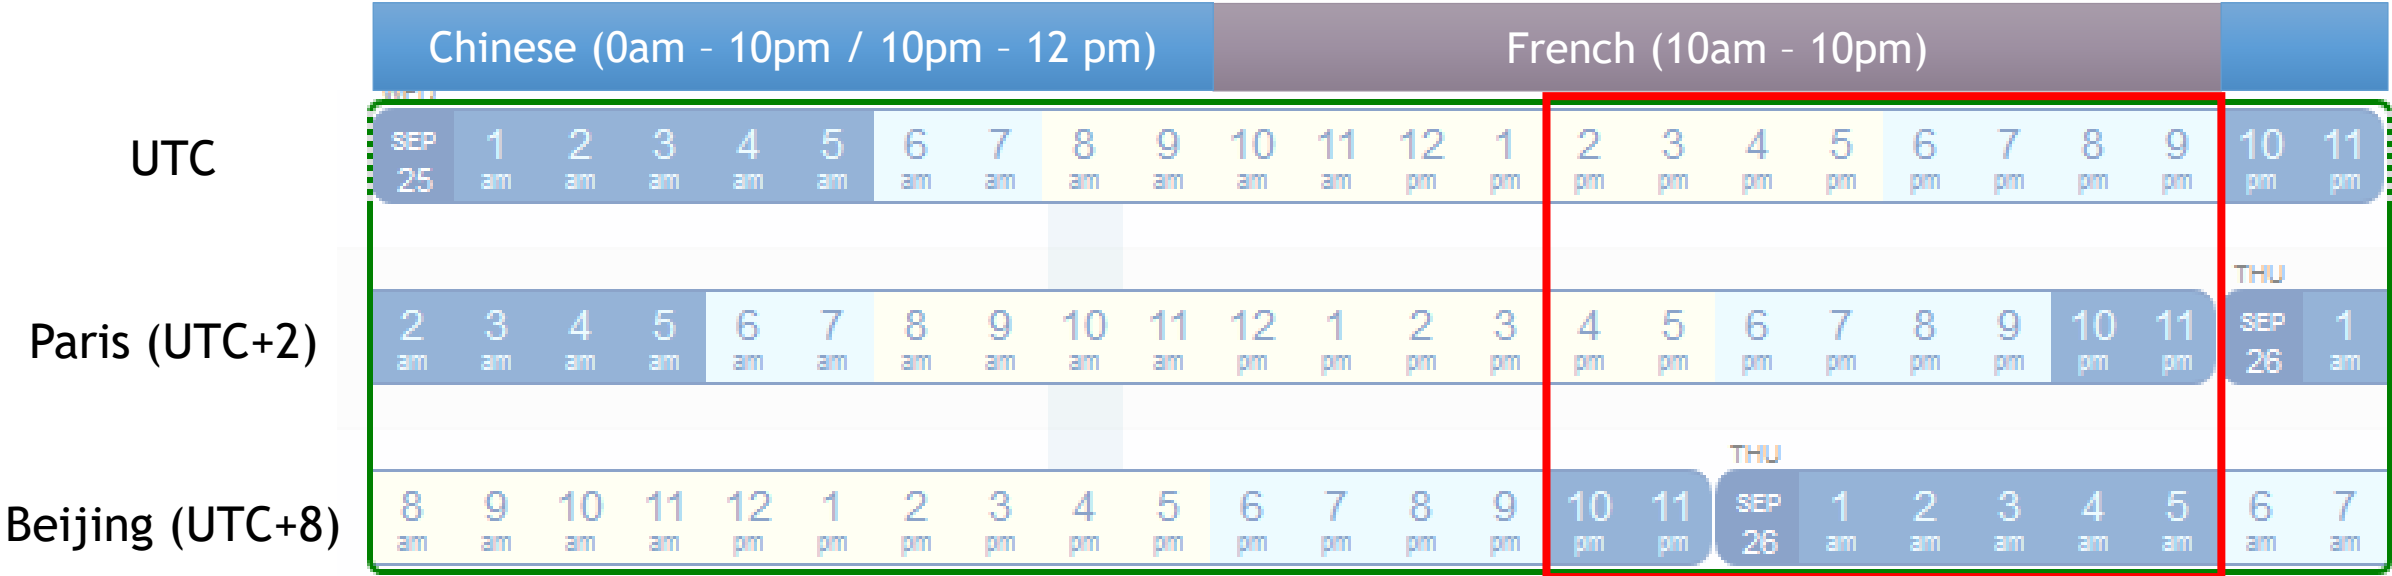 Chinese (0am – 10pm / 10pm – 12 pm) French (10am – 10pm)
UTC SEP 25 1 am 2 am 3 am 4 am 5 am 6 am 7 am 8 am 9 am 10 am 11 am 12 pm 1 pm 2 pm 3 pm 4 pm 5 pm 6 pm 7 pm 8 pm 9 pm 10 pm 11 pm
THU
Paris (UTC+2) 2 am 3 am 4 am 5 am 6 am 7 am 8 am 9 am 10 am 11 am 12 pm 1 pm 2 pm 3 pm 4 pm 5 pm 6 pm 7 pm 8 pm 9 pm 10 pm 11 pm SEP 26 1 am
THU
Beijing (UTC+8) 8 am 9 am 10 am 11 am 12 pm 1 pm 2 pm 3 pm 4 pm 5 pm 6 pm 7 pm 8 pm 9 pm 10 pm 11 pm SEP 26 1 am 2 am 3 am 4 am 5 am 6 am 7 am